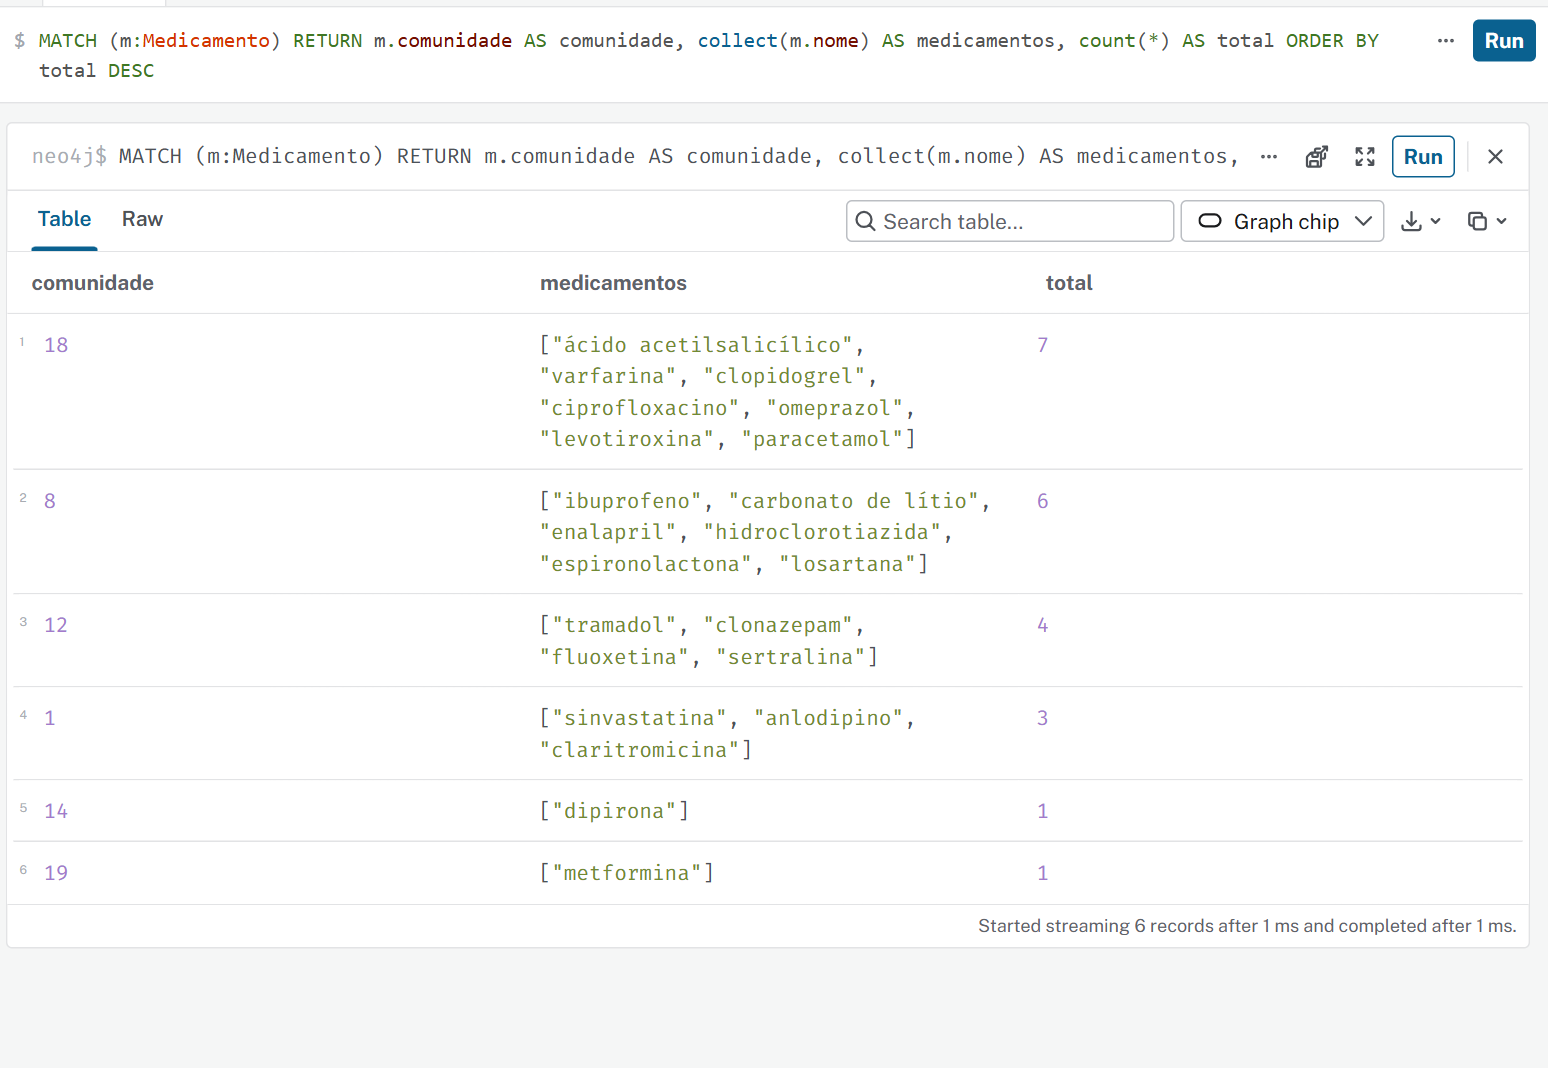 $ MATCH (m:Medicamento) RETURN m.comunidade AS comunidade, collect(m.nome) AS medicamentos, count(*) AS total ORDER BY
total DESC
Run
neo4j$ MATCH (m:Medicamento) RETURN m.comunidade AS comunidade, collect(m.nome) AS medicamentos,
Run
Table Raw
Search table...
Graph chip
comunidade medicamentos total
1 18 ["ácido acetilsalicílico", 7
"varfarina", "clopidogrel",
"ciprofloxacino", "omeprazol",
"levotiroxina", "paracetamol"]
2 8 ["ibuprofeno", "carbonato de lítio", 6
"enalapril", "hidroclorotiazida",
"espironolactona", "losartana"]
3 12 ["tramadol", "clonazepam", 4
"fluoxetina", "sertralina"]
4 1 ["sinvastatina", "anlodipino", 3
"claritromicina"]
5 14 ["dipirona"] 1
6 19 ["metformina"] 1
Started streaming 6 records after 1 ms and completed after 1 ms.